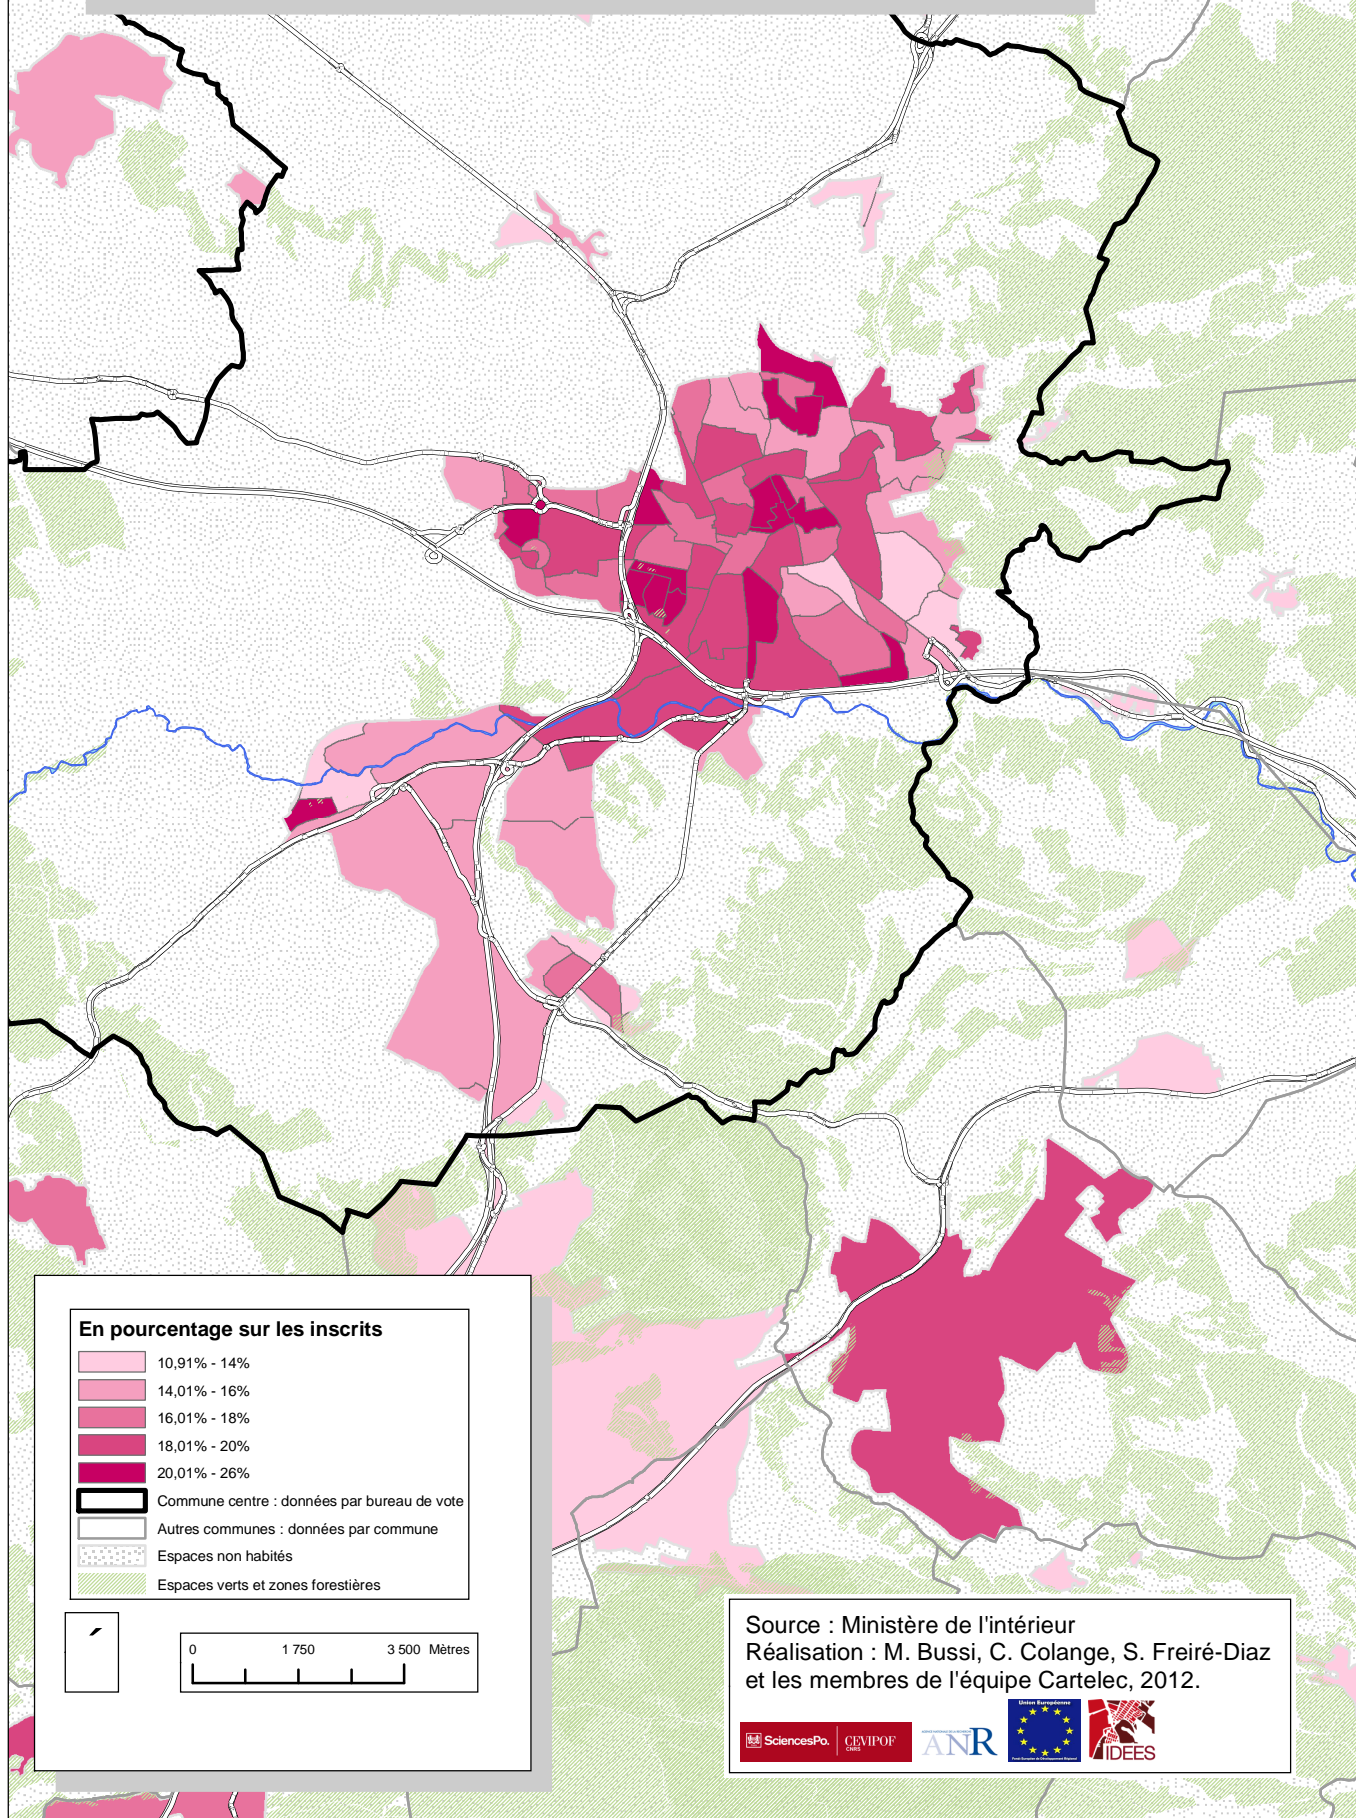 En pourcentage sur les inscrits
10,91% - 14%
14,01% - 16%
16,01% - 18%
18,01% - 20%
20,01% - 26%
Commune centre : données par bureau de vote
Autres communes : données par commune
Espaces non habités
Espaces verts et zones forestières
0 1 750 3 500 Mètres
Source : Ministère de l'intérieur
Réalisation : M. Bussi, C. Colange, S. Freiré-Diaz
et les membres de l'équipe Cartelec, 2012.
SciencesPo. CEVIPOF
CNRS
ANR
Union Européenne
IDEES